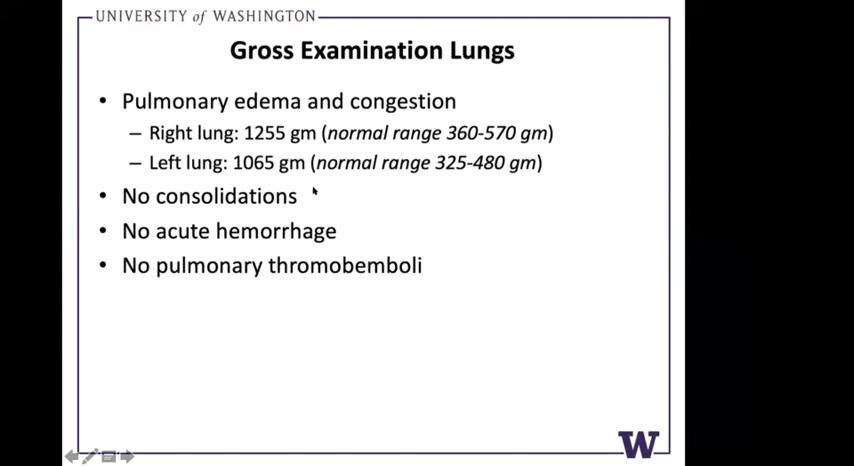 UNIVERSITY of WASHINGTON
Gross Examination Lungs
• Pulmonary edema and congestion
– Right lung: 1255 gm (normal range 360-570 gm)
– Left lung: 1065 gm (normal range 325-480 gm)
• No consolidations
• No acute hemorrhage
• No pulmonary thromobemboli
W